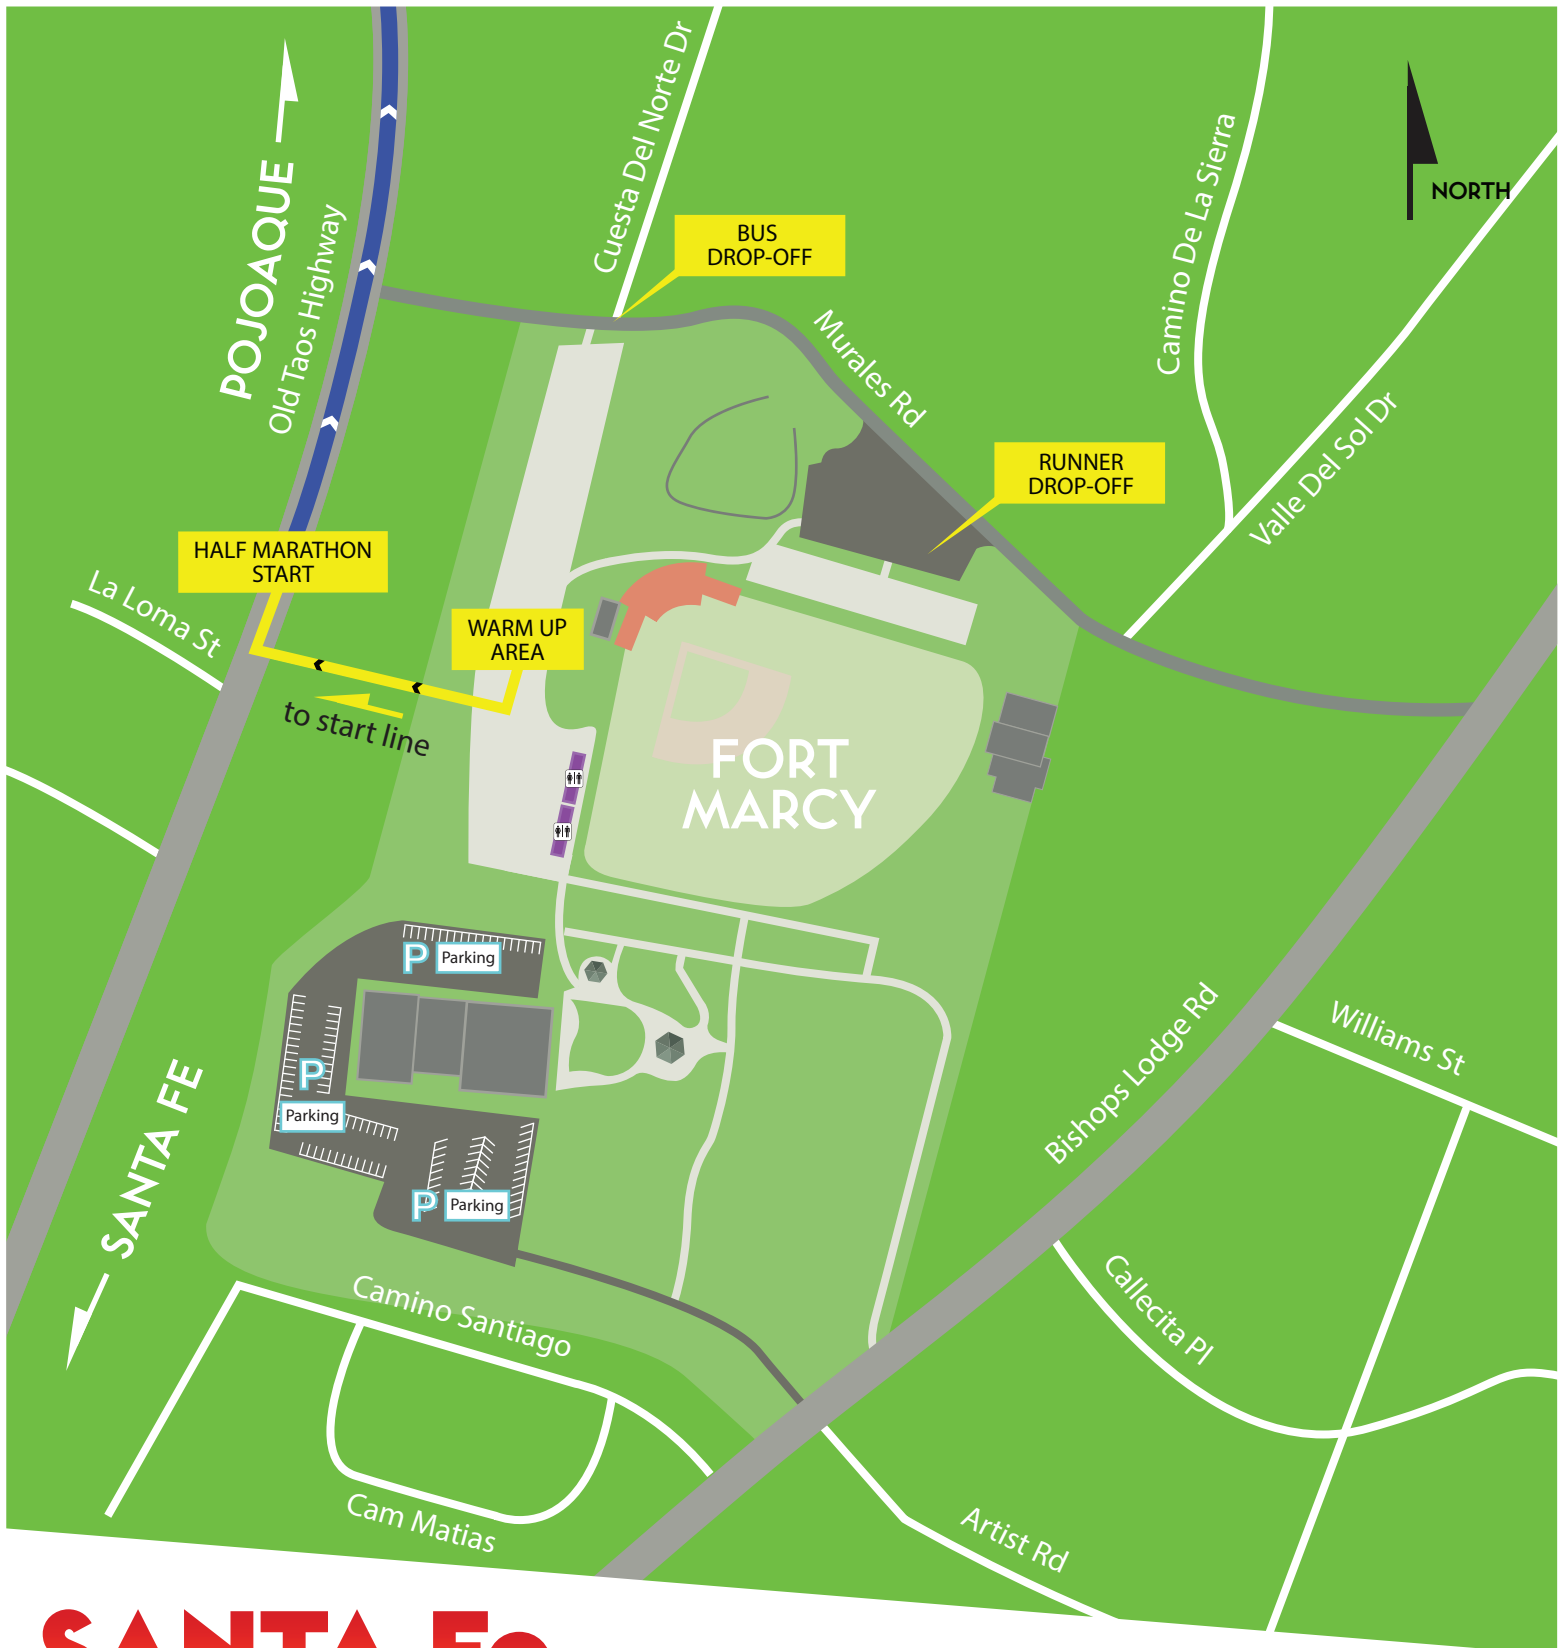 POJOAQUE
Old Taos Highway
Cuesta Del Norte Dr
BUS
DROP-OFF
Camino De La Sierra
NORTH
Murales Rd
Valle Del Sol Dr
RUNNER
DROP-OFF
HALF MARATHON
START
La Loma St
WARM UP
AREA
to start line
FORT
MARCY
P Parking
P
Parking
P Parking
SANTA FE
Bishops Lodge Rd
Williams St
Callecita Pl
Camino Santiago
Cam Matias
Artist Rd